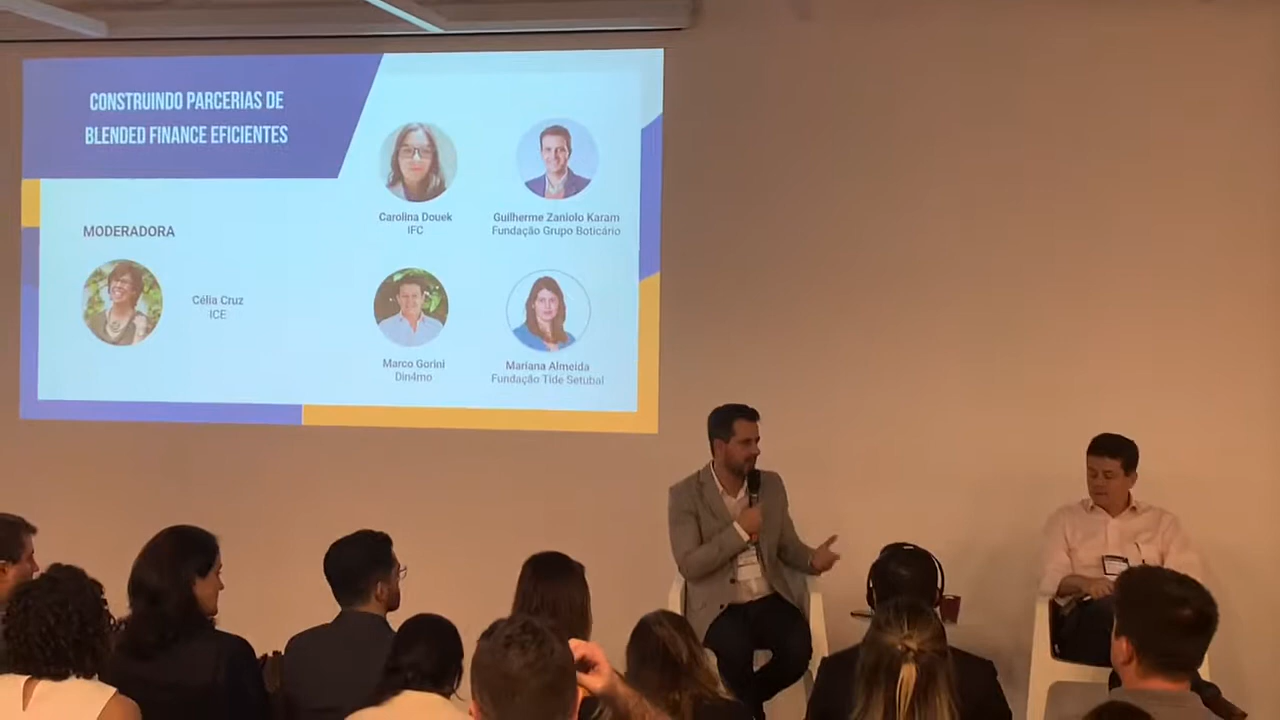 CONSTRUINDO PARCERIAS DE
BLENDED FINANCE EFICIENTES
MODERADORA
Célia Cruz
ICE
Carolina Douek
IFC
Guilherme Zaniolo Karam
Fundação Grupo Boticário
Marco Gorini
Din4mo
Mariana Almeida
Fundação Tide Setubal